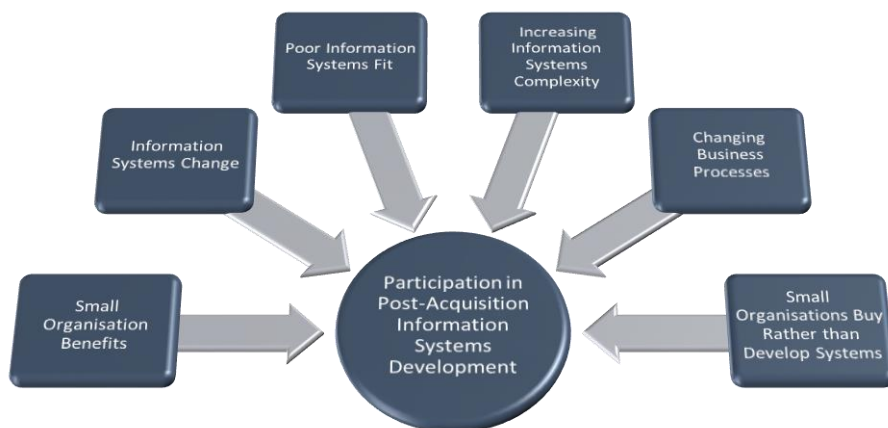 Poor Information
Systems Fit
Increasing
Information
Systems
Complexity
Information
Systems Change
Changing
Business
Processes
Small
Organisation
Benefits
Participation in
Post-Acquisition
Information
Systems
Development
Small
Organisations Buy
Rather than
Develop Systems